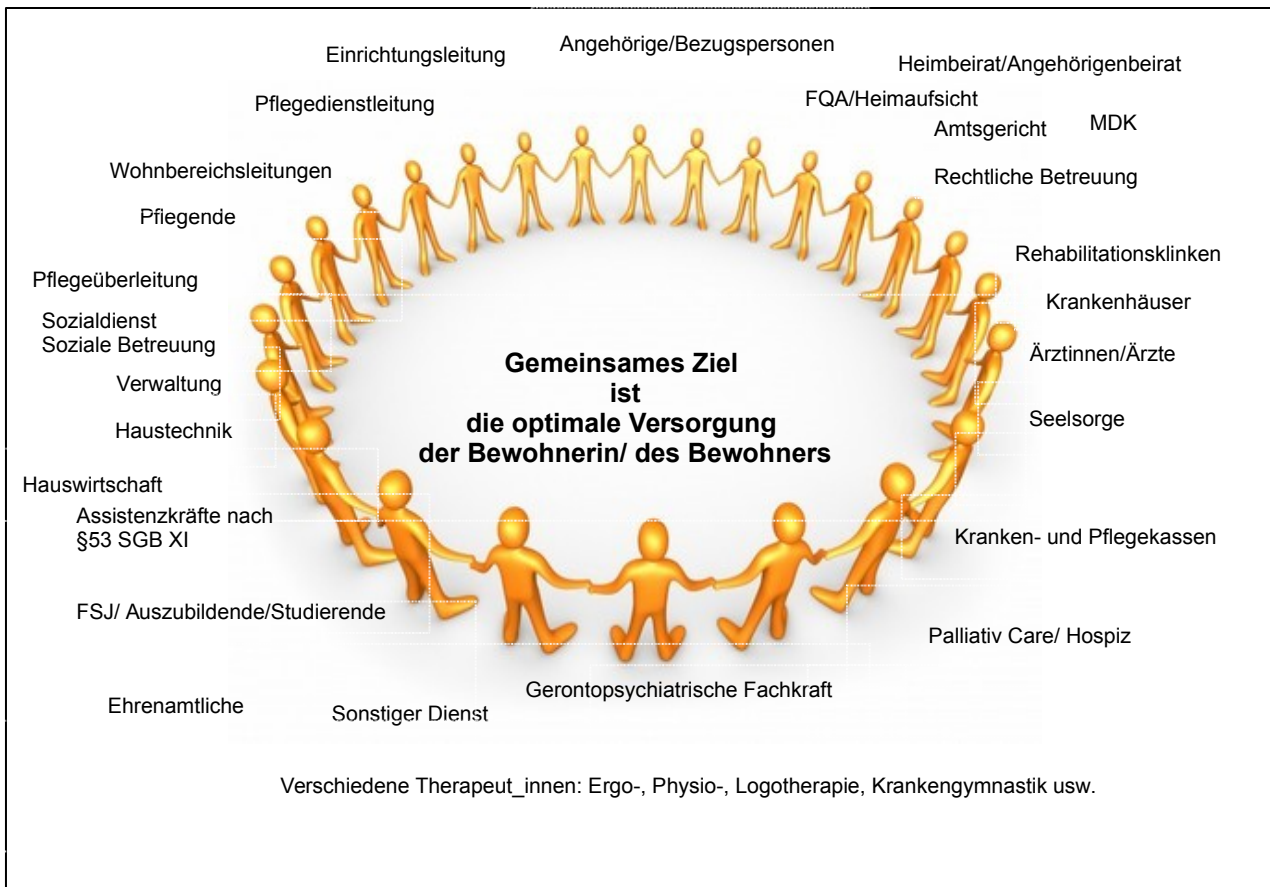 Angehörige/Bezugspersonen
Einrichtungsleitung
Heimbeirat/Angehörigenbeirat
Pflegedienstleitung
FQA/Heimaufsicht
Amtsgericht
MDK
Wohnbereichsleitungen
Rechtliche Betreuung
Pflegende
Rehabilitationsklinken
Pflegeüberleitung
Krankenhäuser
Sozialdienst
Soziale Betreuung
Ärztinnen/Ärzte
Gemeinsames Ziel
ist
die optimale Versorgung
der Bewohnerin/ des Bewohners
Verwaltung
Seelsorge
Haustechnik
Hauswirtschaft
Assistenzkräfte nach
§53 SGB XI
Kranken- und Pflegekassen
FSJ/ Auszubildende/Studierende
Palliativ Care/ Hospiz
Gerontopsychiatrische Fachkraft
Ehrenamtliche
Sonstiger Dienst
Verschiedene Therapeut_innen: Ergo-, Physio-, Logotherapie, Krankengymnastik usw.